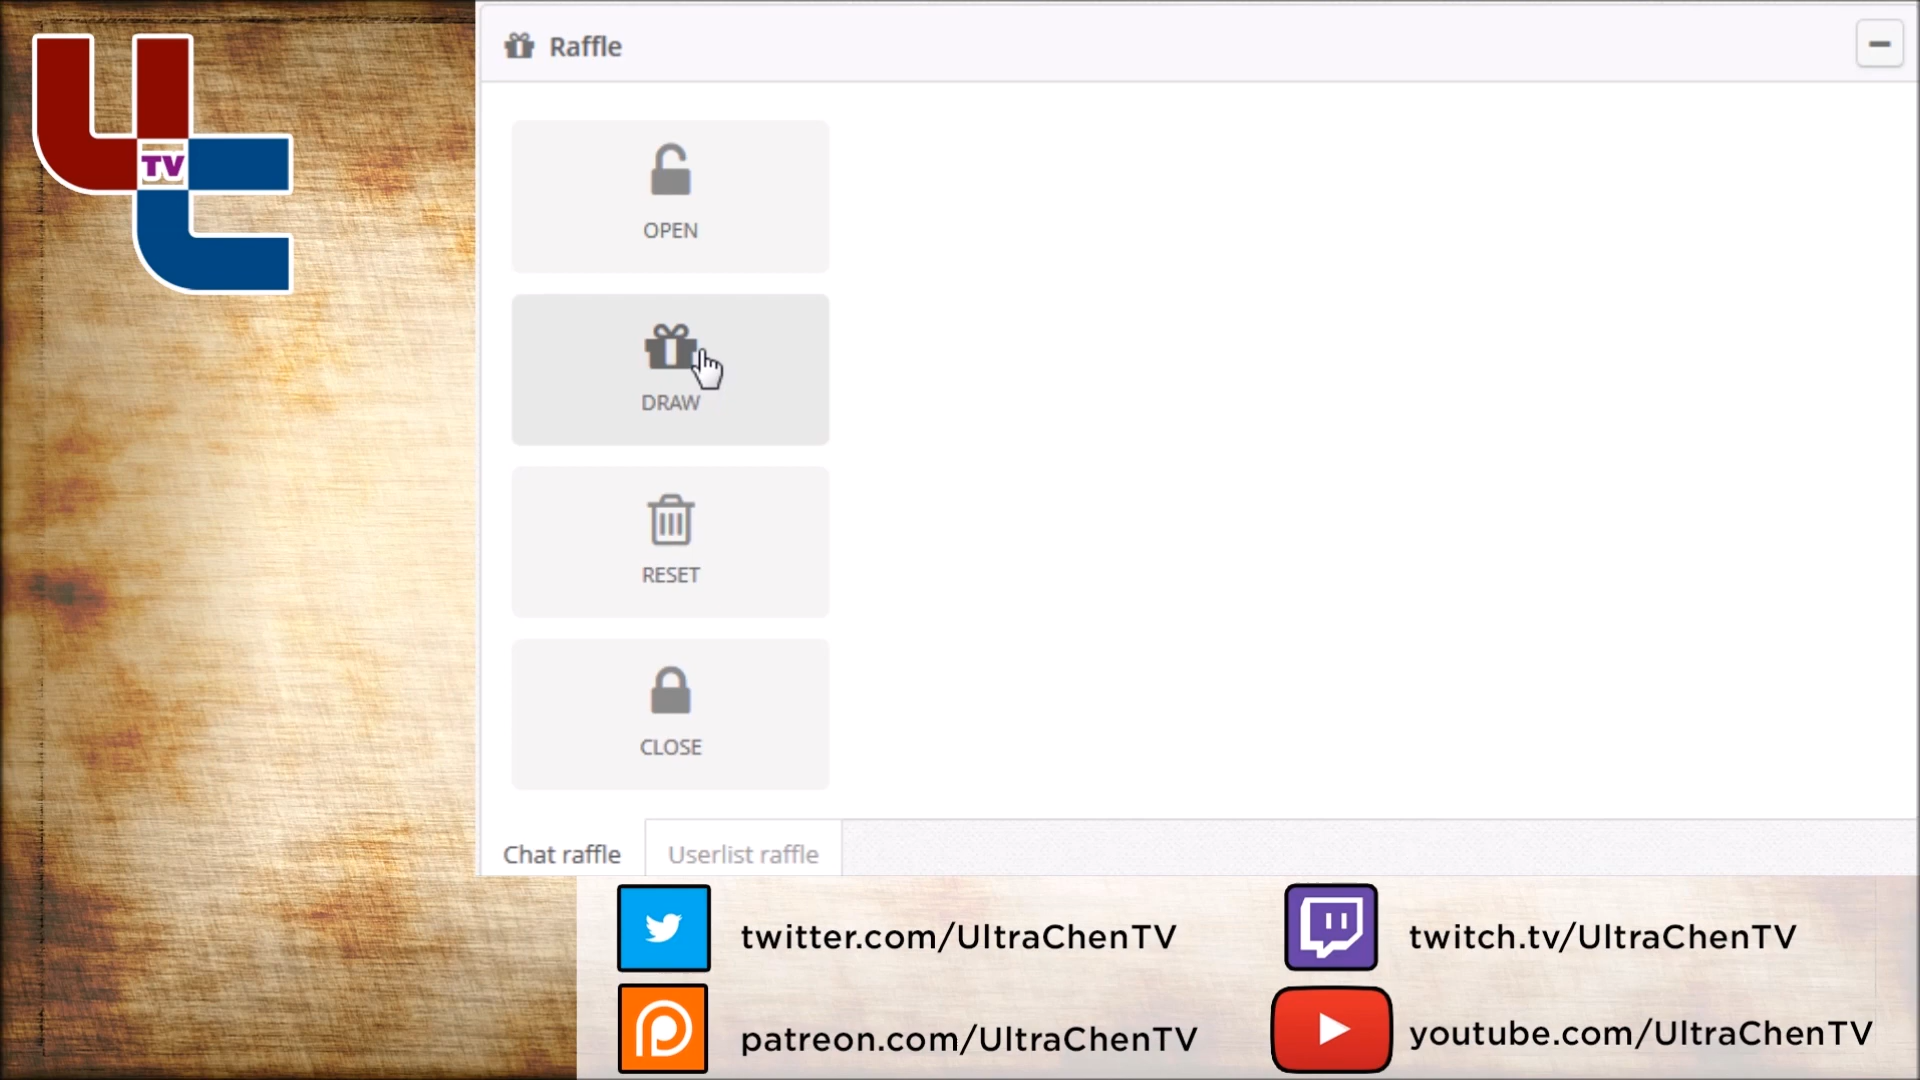 UC
TV
Raffle
OPEN
DRAW
RESET
CLOSE
Chat raffle
Userlist raffle
twitter.com/UltraChenTV
twitch.tv/UltraChenTV
patreon.com/UltraChenTV
youtube.com/UltraChenTV